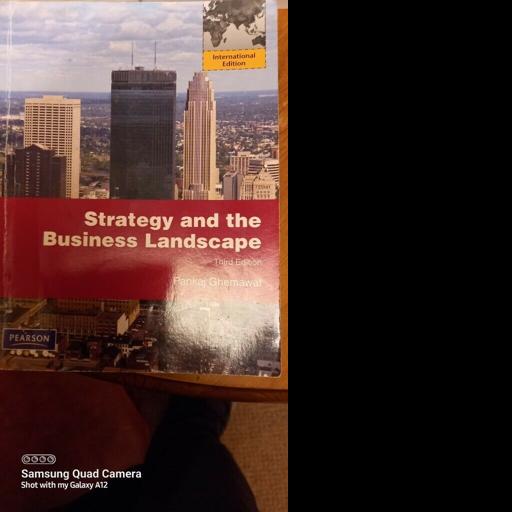 International
Edition
Strategy and the
Business Landscape
Third Edition
Pankaj Ghemawat
PEARSON
Samsung Quad Camera
Shot with my Galaxy A12